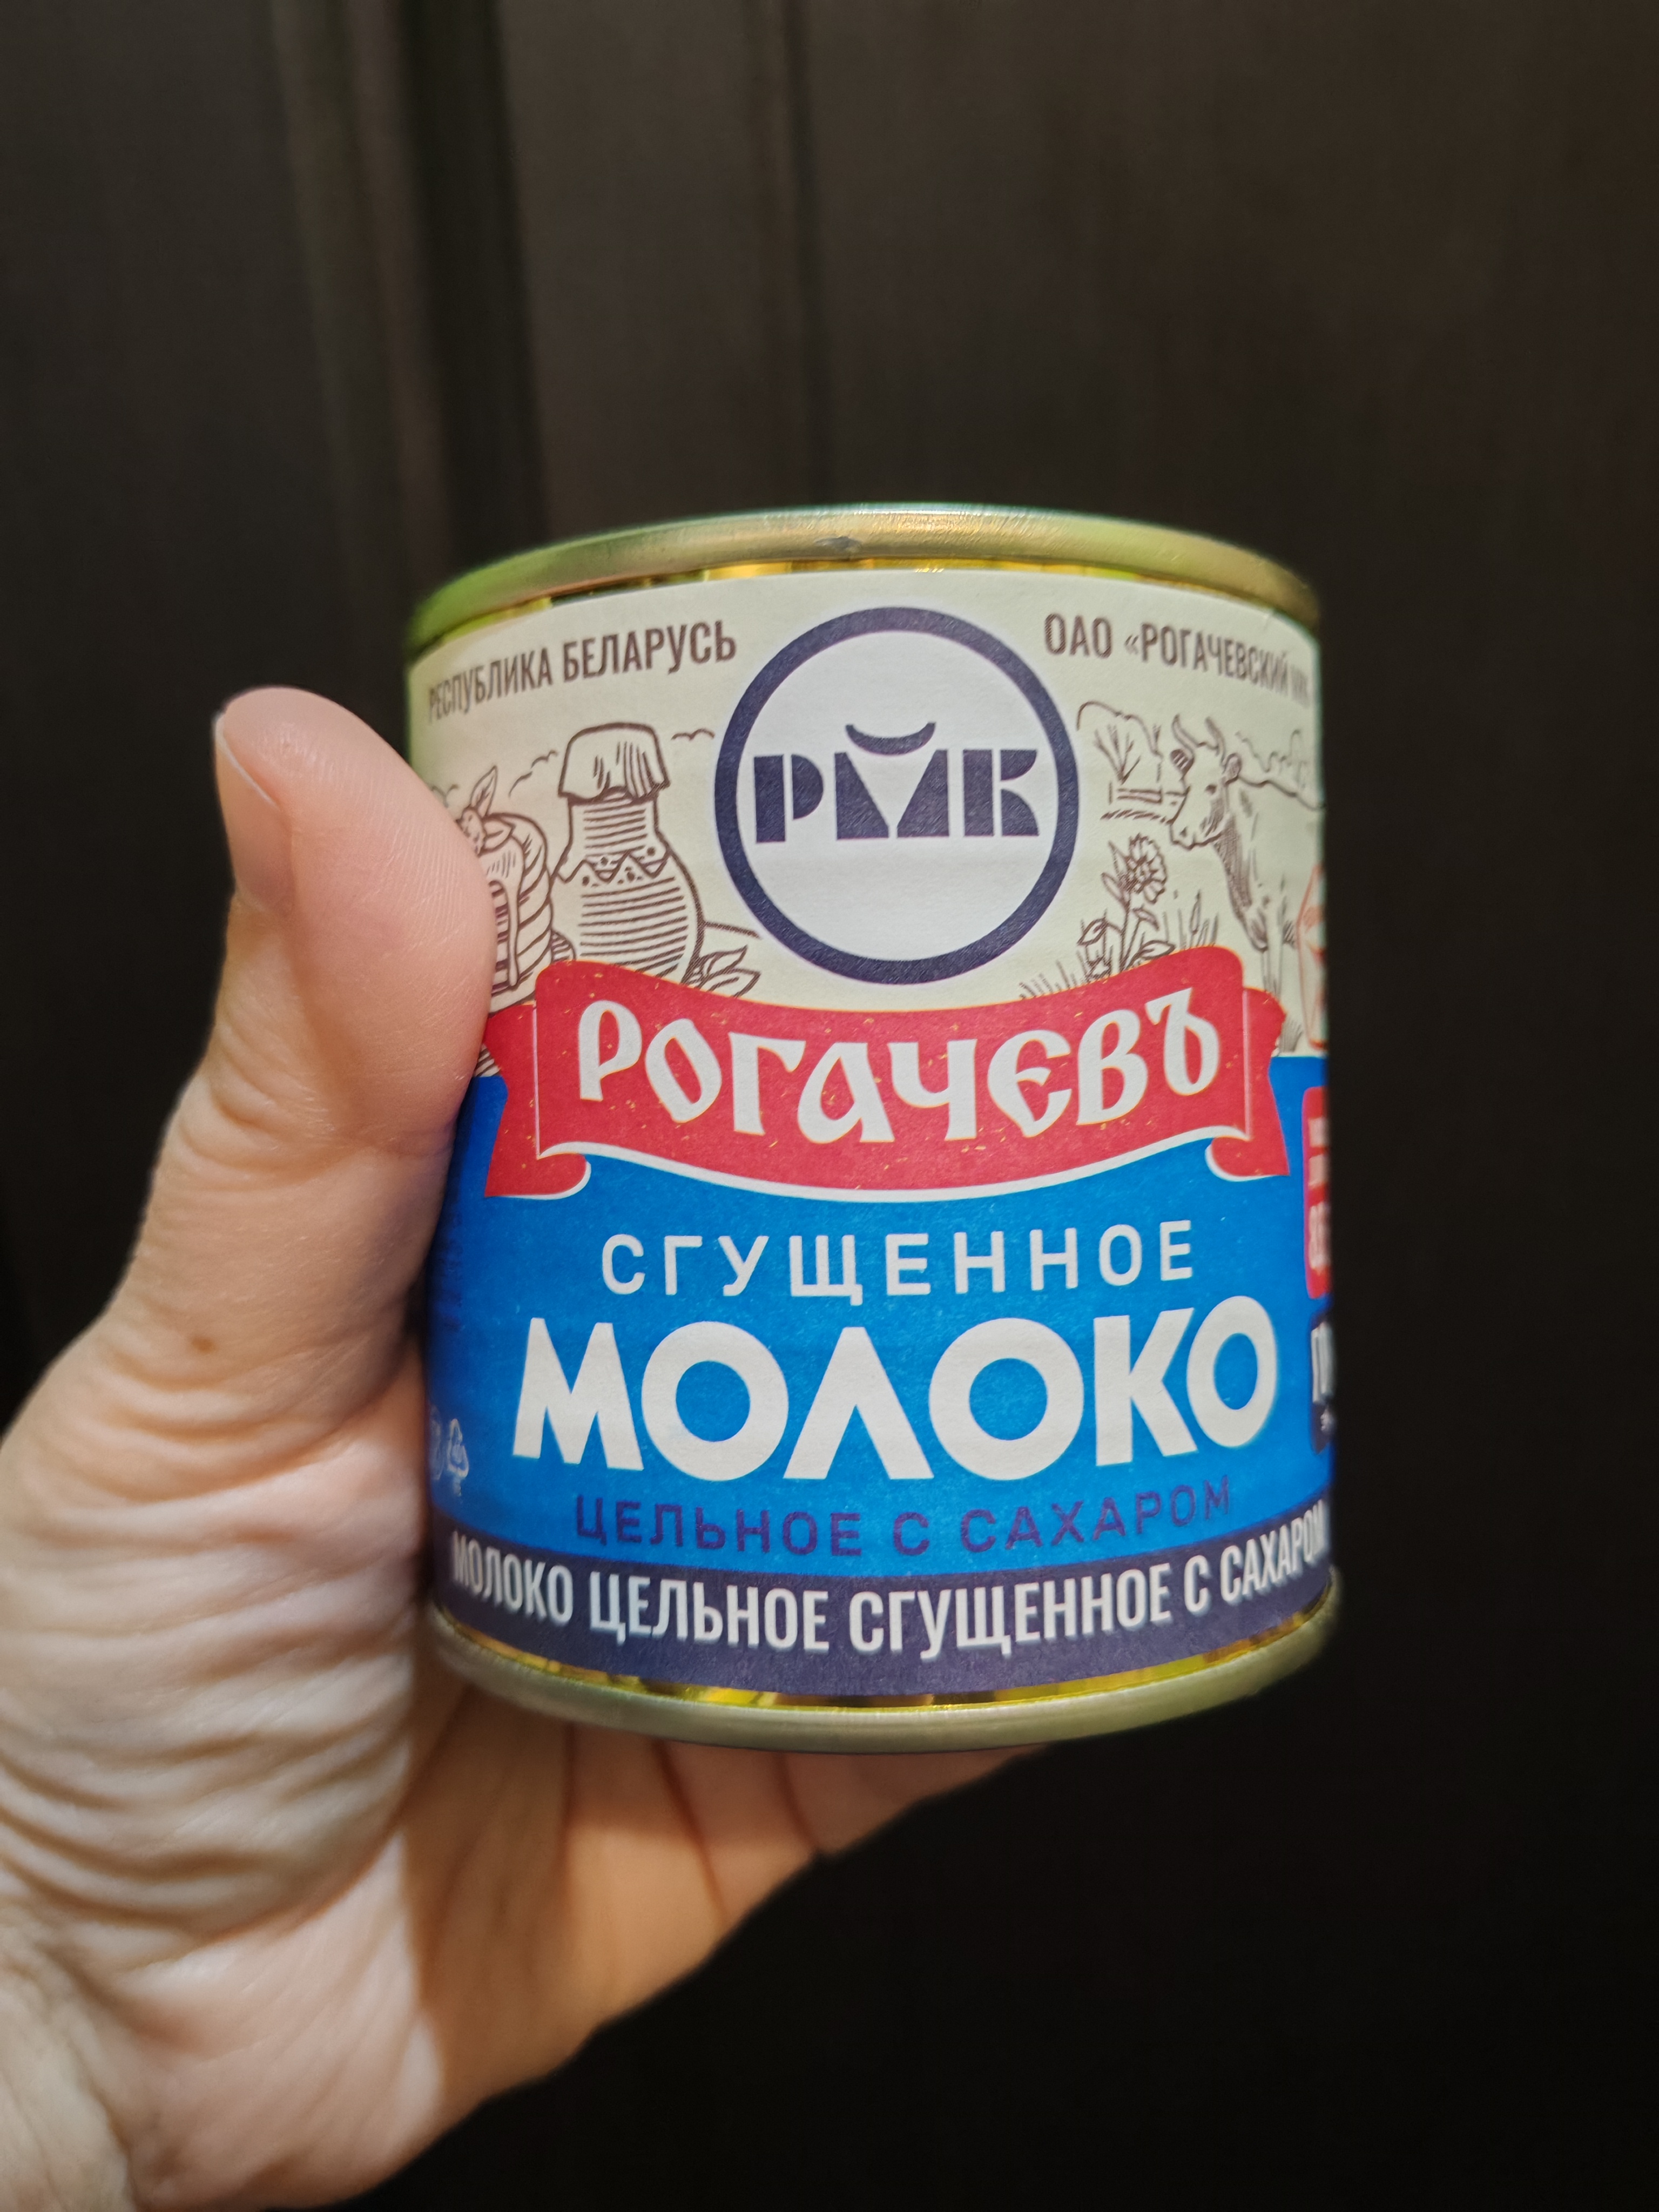 РЕСПУБЛИКА БЕЛАРУСЬ
ОАО «РОГАЧЕВСКИЙ
РМК
РОГАЧЕВЪ
СГУЩЕННОЕ
МОЛОКО
ЦЕЛЬНОЕ С САХАРОМ
МОЛОКО ЦЕЛЬНОЕ СГУЩЕННОЕ С САХАРОМ